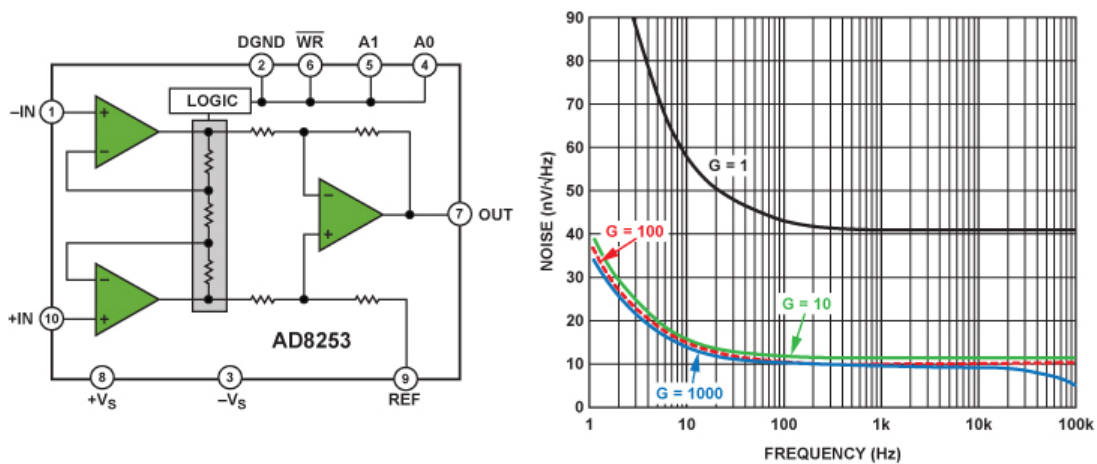 DGND WR A1 A0
2 6 5 4
LOGIC
–IN 1
+
–
–
+
7 OUT
–
+
+IN 10
AD8253
8 3 9
+VS –VS REF
90
80
70
60
50
40
30
20
10
0
NOISE (nV/√Hz)
G = 1
G = 100
G = 10
G = 1000
1 10 100 1k 10k 100k
FREQUENCY (Hz)